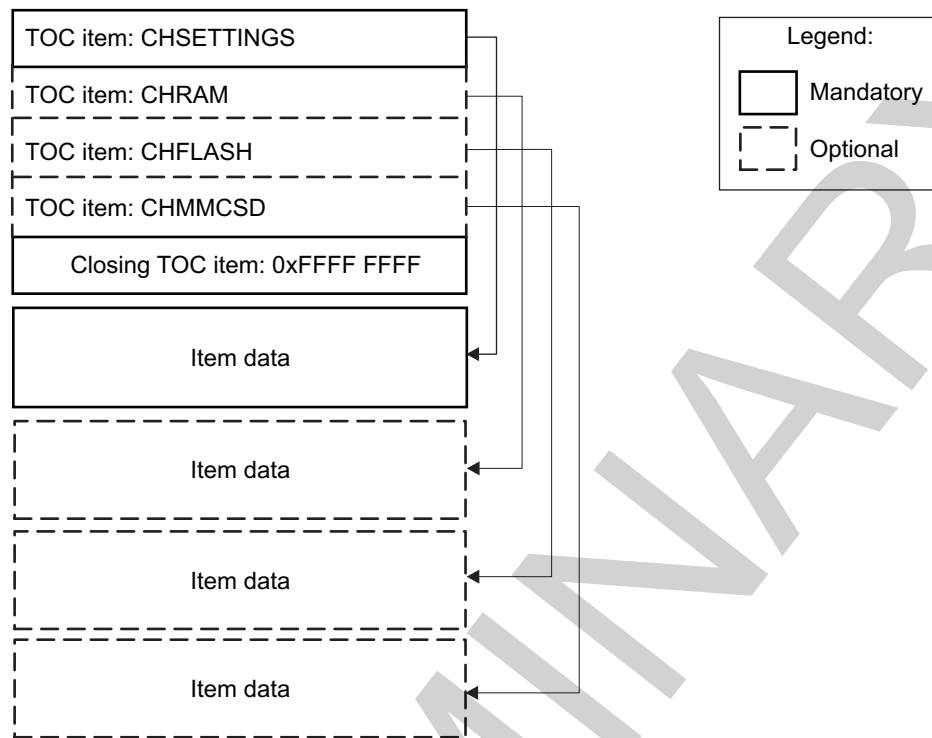 TOC item: CHSETTINGS
TOC item: CHRAM
TOC item: CHFLASH
TOC item: CHMMCSD
Closing TOC item: 0xFFFF FFFF
Item data
Item data
Item data
Item data
Legend:
Mandatory
Optional
MINARY